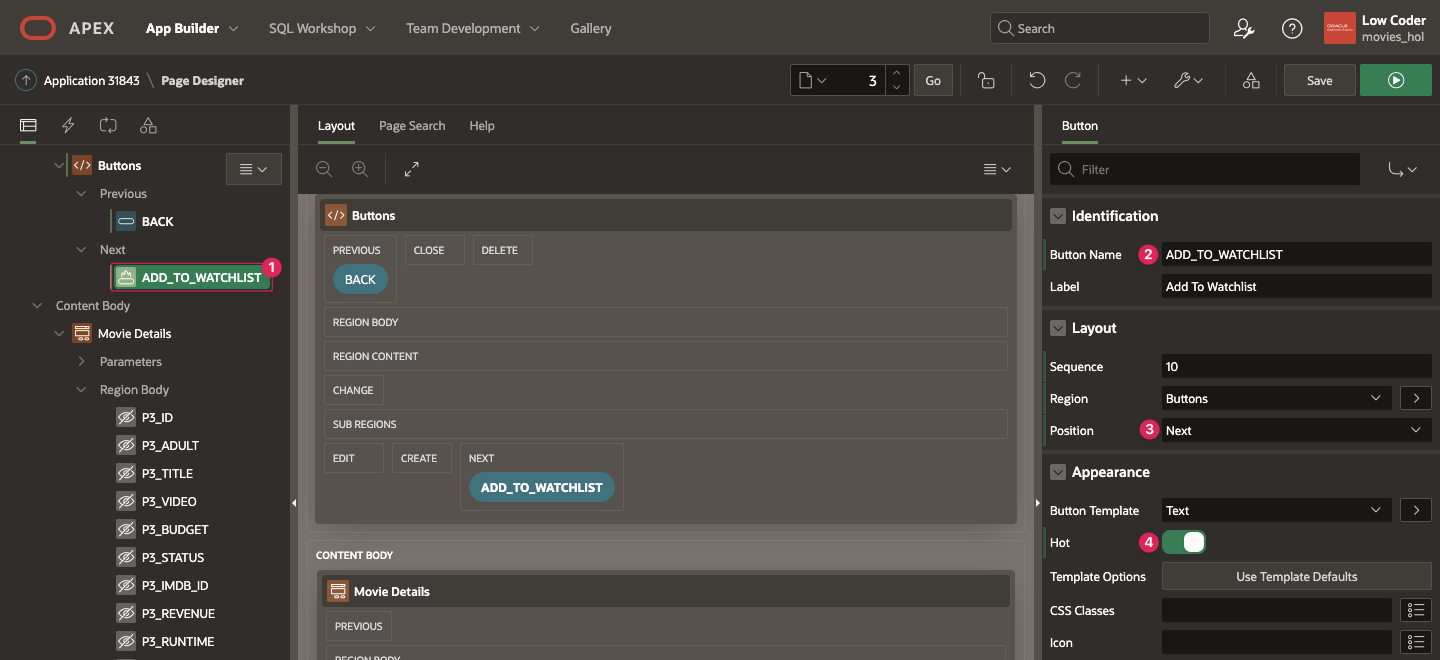 APEX App Builder SQL Workshop Team Development Gallery Search Low Coder
movies_hol
Application 31843 \ Page Designer 3 Go Save
Layout Page Search Help
Buttons
Previous
BACK
Next
ADD_TO_WATCHLIST 1
Content Body
Movie Details
Parameters
Region Body
P3_ID
P3_ADULT
P3_TITLE
P3_VIDEO
P3_BUDGET
P3_STATUS
P3_IMDB_ID
P3_REVENUE
P3_RUNTIME
Buttons
PREVIOUS CLOSE DELETE
BACK
REGION BODY
REGION CONTENT
CHANGE
SUB REGIONS
EDIT CREATE NEXT
ADD_TO_WATCHLIST
CONTENT BODY
Movie Details
PREVIOUS
REGION BODY
Button
Filter
Identification
Button Name 2 ADD_TO_WATCHLIST
Label Add To Watchlist
Layout
Sequence 10
Region Buttons
Position 3 Next
Appearance
Button Template Text
Hot 4
Template Options Use Template Defaults
CSS Classes
Icon